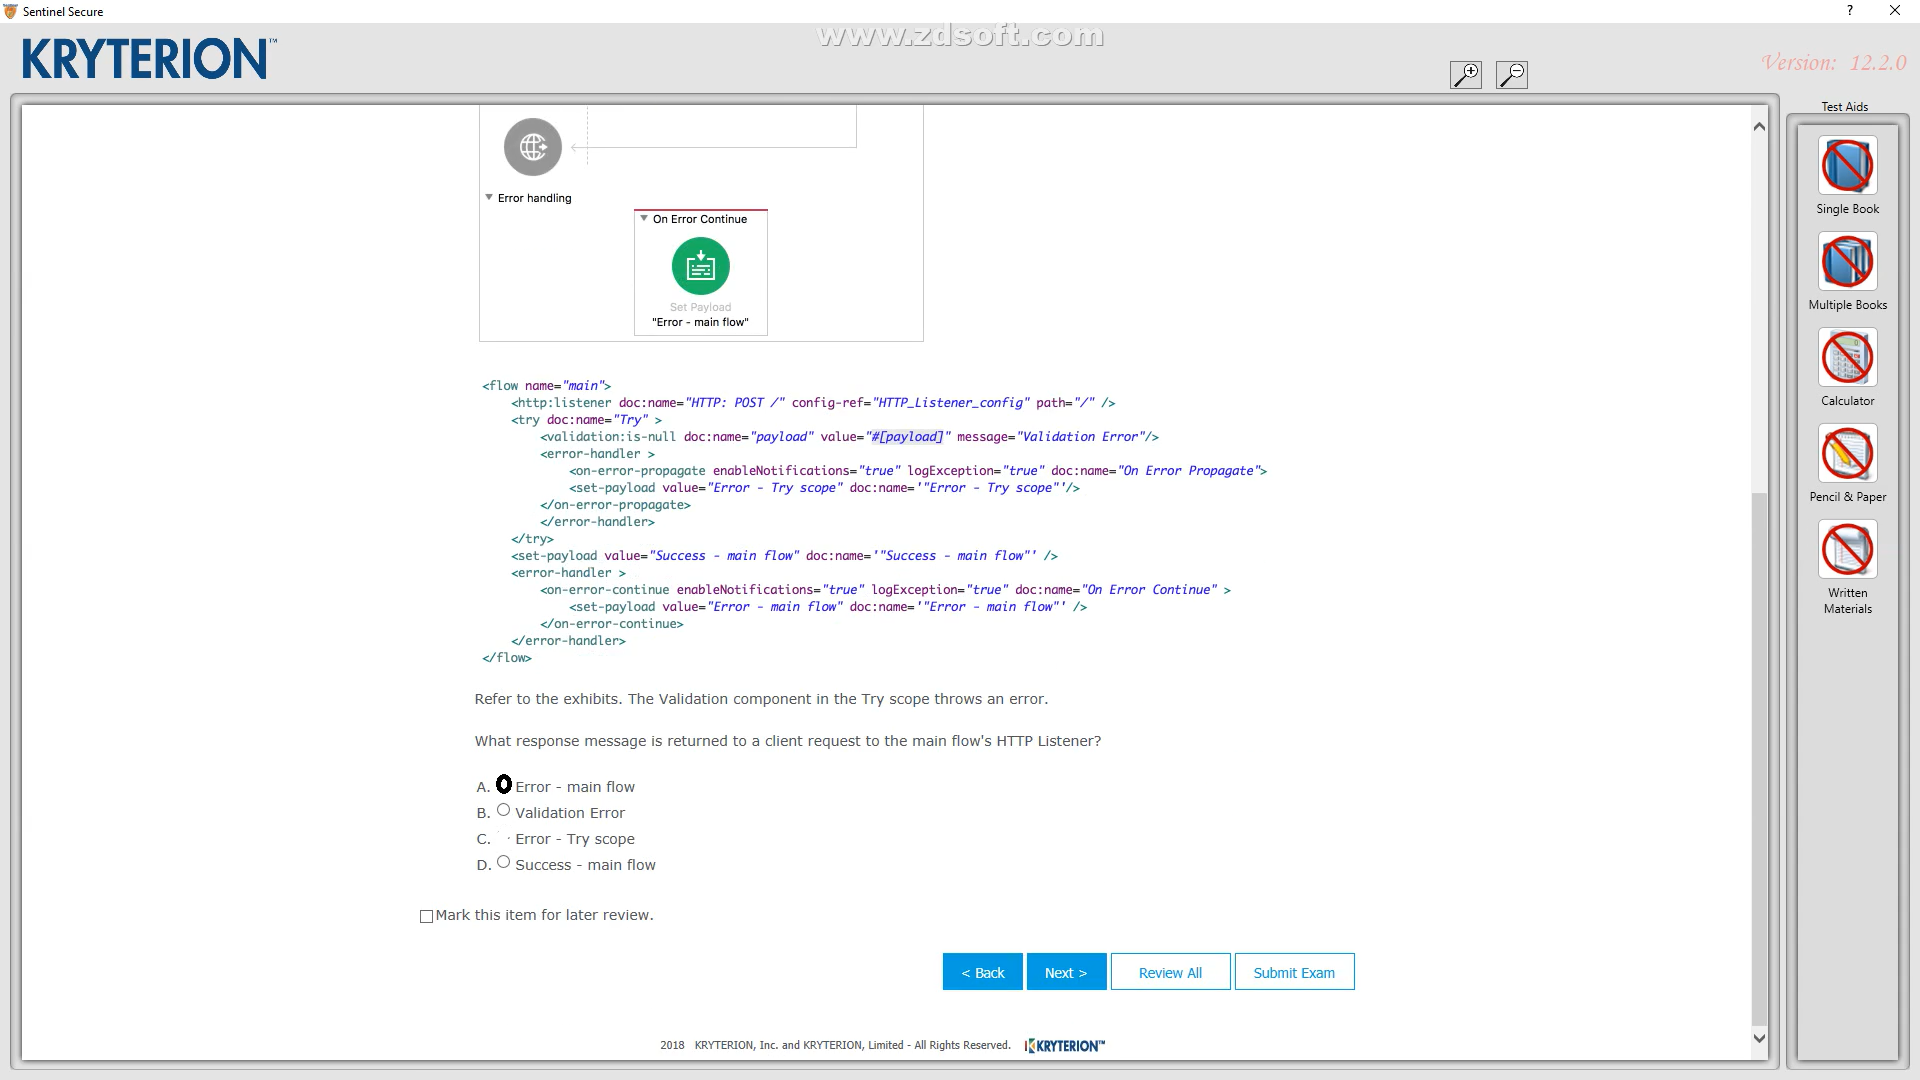 Sentinel Secure
?
KRYTERION™
www.zdsoft.com
Version: 12.2.0
Test Aids
Single Book
Multiple Books
Calculator
Pencil & Paper
Written
Materials
Error handling
On Error Continue
Set Payload
"Error - main flow"
<flow name="main">
<http:listener doc:name="HTTP: POST /" config-ref="HTTP_Listener_config" path="/" />
<try doc:name="Try" >
<validation:is-null doc:name="payload" value="#[payload]" message="Validation Error"/>
<error-handler >
<on-error-propagate enableNotifications="true" logException="true" doc:name="On Error Propagate">
<set-payload value="Error - Try scope" doc:name='"Error - Try scope"'/>
</on-error-propagate>
</error-handler>
</try>
<set-payload value="Success - main flow" doc:name='"Success - main flow"' />
<error-handler >
<on-error-continue enableNotifications="true" logException="true" doc:name="On Error Continue" >
<set-payload value="Error - main flow" doc:name='"Error - main flow"' />
</on-error-continue>
</error-handler>
</flow>
Refer to the exhibits. The Validation component in the Try scope throws an error.
What response message is returned to a client request to the main flow's HTTP Listener?
A. Error - main flow
B. Validation Error
C. Error - Try scope
D. Success - main flow
Mark this item for later review.
< Back
Next >
Review All
Submit Exam
2018 KRYTERION, Inc. and KRYTERION, Limited - All Rights Reserved. KRYTERION™